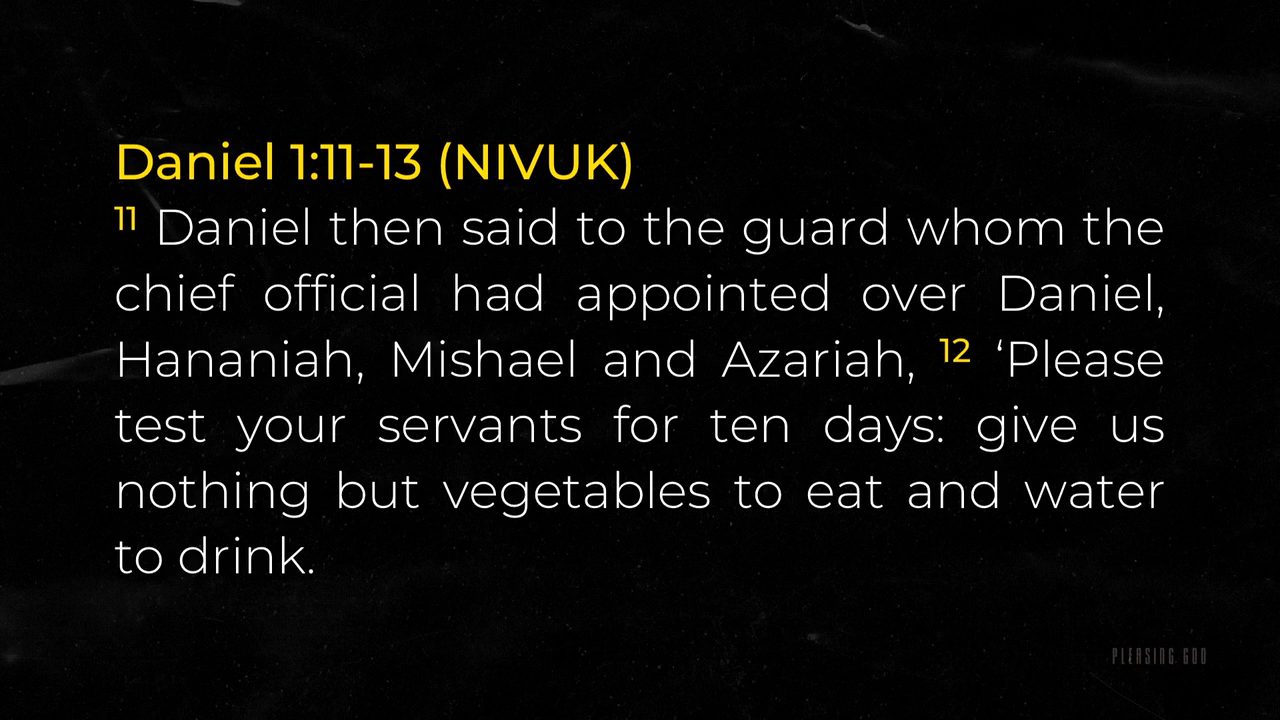 Daniel 1:11-13 (NIVUK)
11 Daniel then said to the guard whom the
chief official had appointed over Daniel,
Hananiah, Mishael and Azariah, 12 ‘Please
test your servants for ten days: give us
nothing but vegetables to eat and water
to drink.
PLEASING GOD